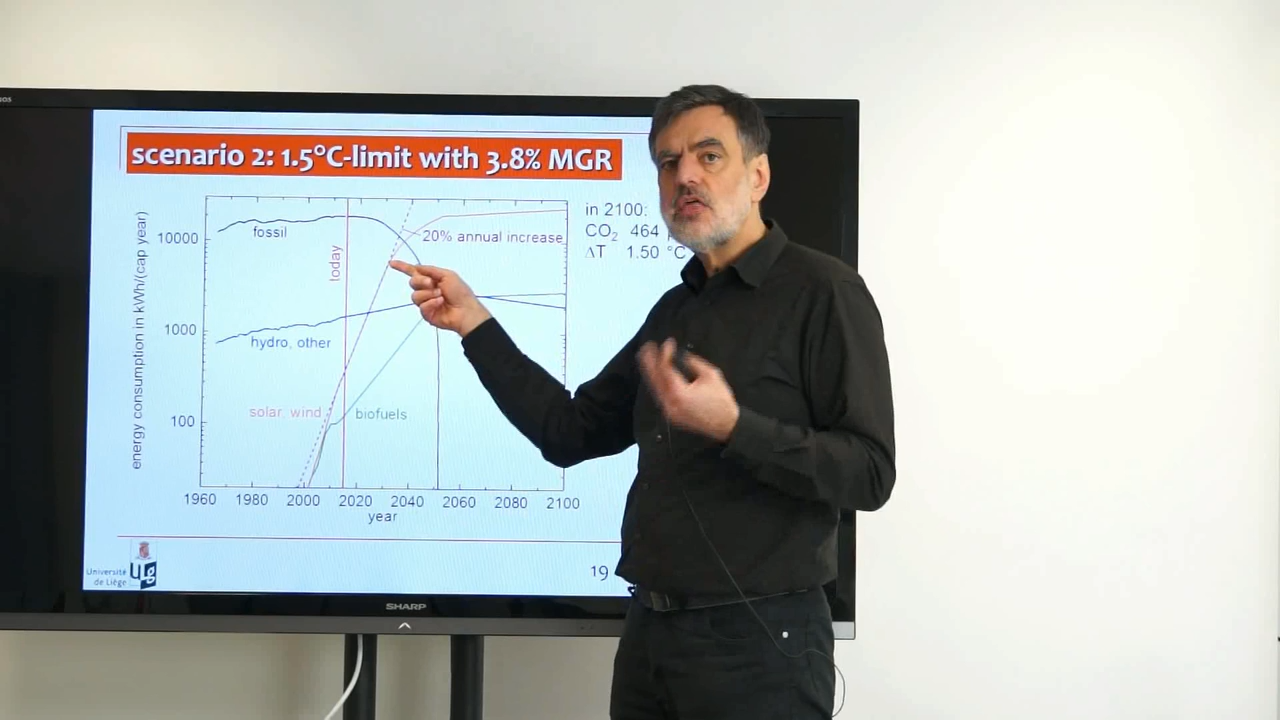 scenario 2: 1.5°C-limit with 3.8% MGR
in 2100:
CO₂ 464
ΔT 1.50 °C
energy consumption in kWh/(cap year)
10000
1000
100
fossil
today
20% annual increase
hydro, other
solar, wind
biofuels
1960 1980 2000 2020 2040 2060 2080 2100
year
Université
de Liège
19
SHARP